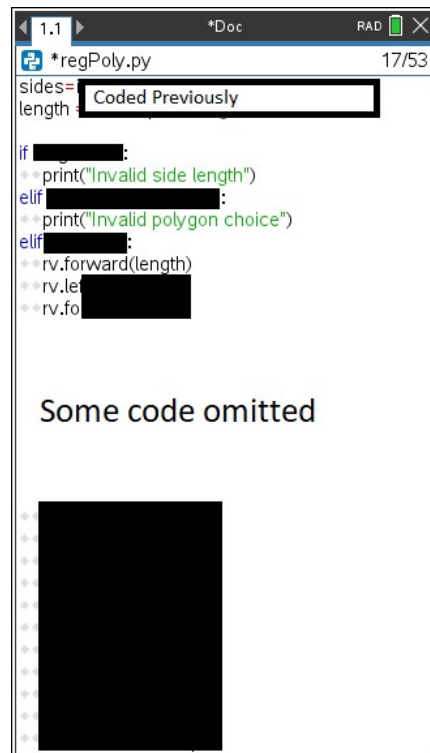 1.1 *Doc RAD
*regPoly.py 17/53
sides=
Coded Previously
length =
if :
print("Invalid side length")
elif :
print("Invalid polygon choice")
elif :
rv.forward(length)
rv.lef
rv.fo
Some code omitted